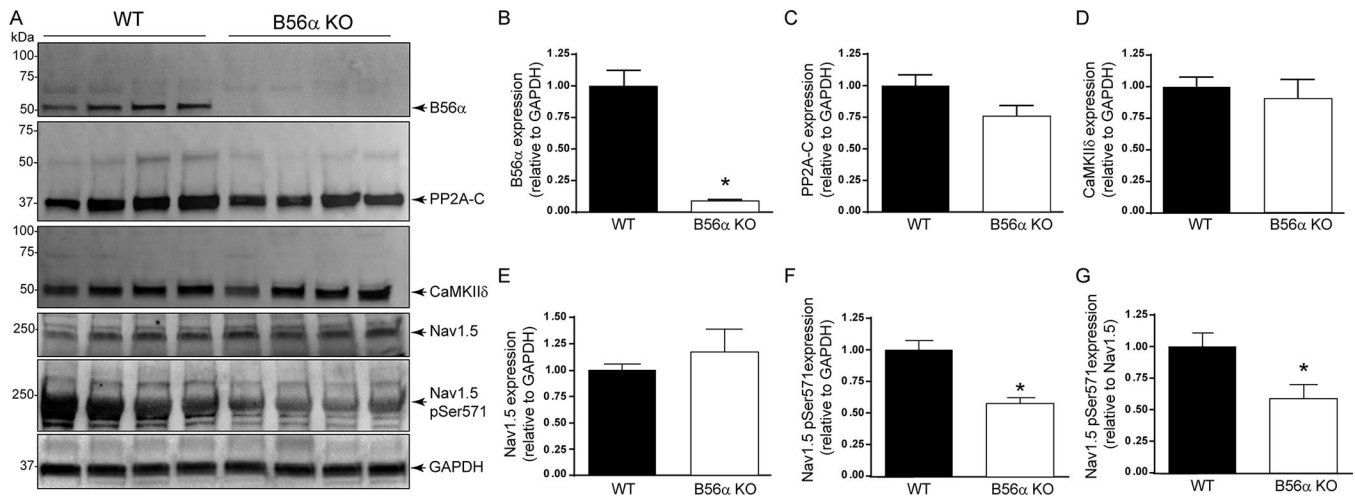 A
WT
B56α KO
kDa
100
75
50
B56α
75
50
37
PP2A-C
100
75
50
CaMKIIδ
250
Nav1.5
250
Nav1.5
pSer571
37
GAPDH
B
B56α expression
(relative to GAPDH)
1.25
1.00
0.75
0.50
0.25
0.00
*
WT
B56α KO
C
PP2A-C expression
(relative to GAPDH)
1.25
1.00
0.75
0.50
0.25
0.00
WT
B56α KO
D
CaMKIIδ expression
(relative to GAPDH)
1.25
1.00
0.75
0.50
0.25
0.00
WT
B56α KO
E
Nav1.5 expression
(relative to GAPDH)
1.50
1.25
1.00
0.75
0.50
0.25
0.00
WT
B56α KO
F
Nav1.5 pSer571expression
(relative to GAPDH)
1.25
1.00
0.75
0.50
0.25
0.00
*
WT
B56α KO
G
Nav1.5 pSer571expression
(relative to Nav1.5)
1.25
1.00
0.75
0.50
0.25
0.00
*
WT
B56α KO